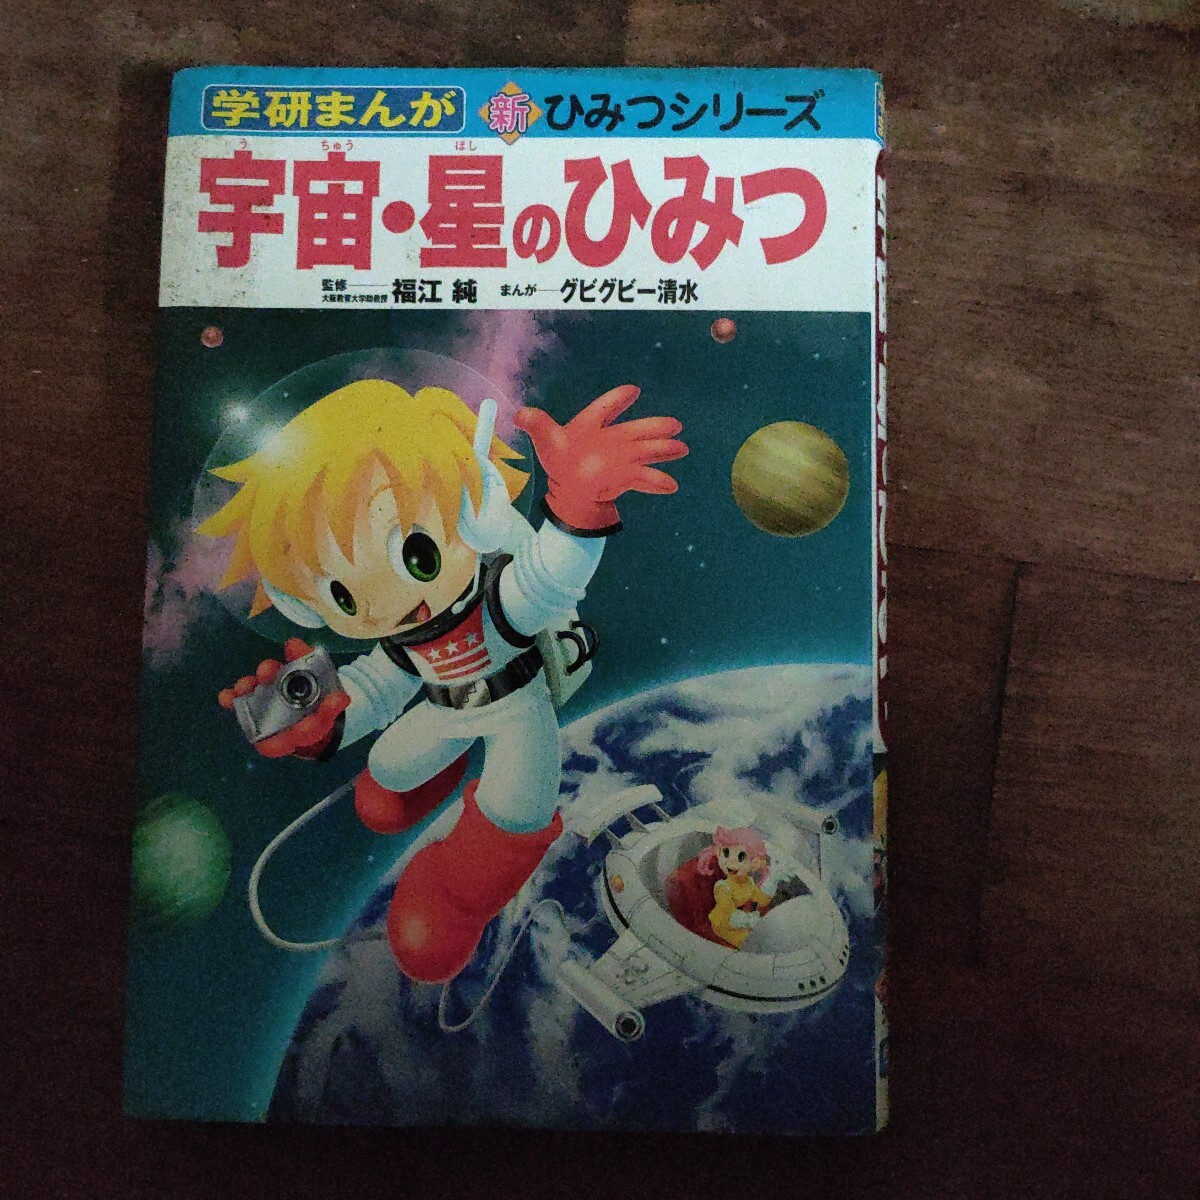 学研まんが 新 ひみつシリーズ
う ちゅう ほし
宇宙・星のひみつ
監修 福江 純 まんが グビグビー清水
大阪教育大学助教授